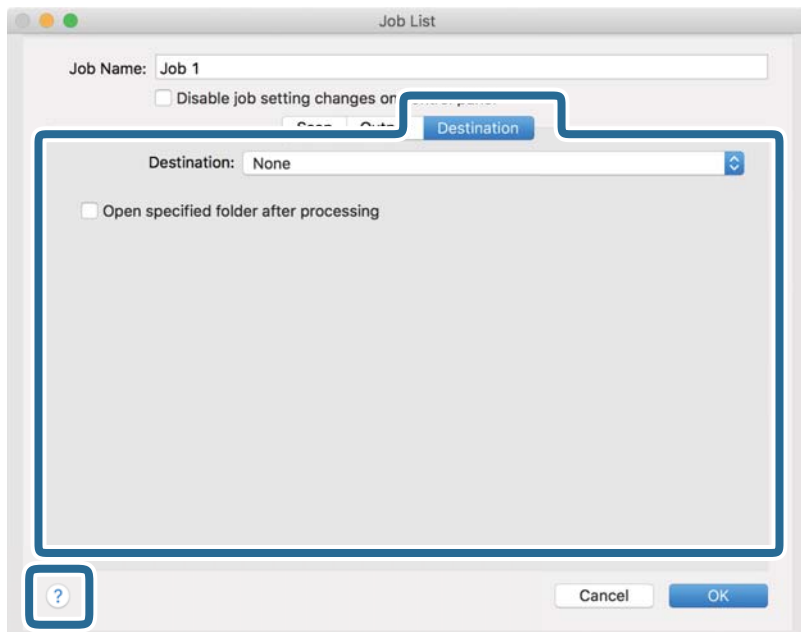 Job List
Job Name: Job 1
Disable job setting changes on
Destination
Destination: None
Open specified folder after processing
?
Cancel
OK